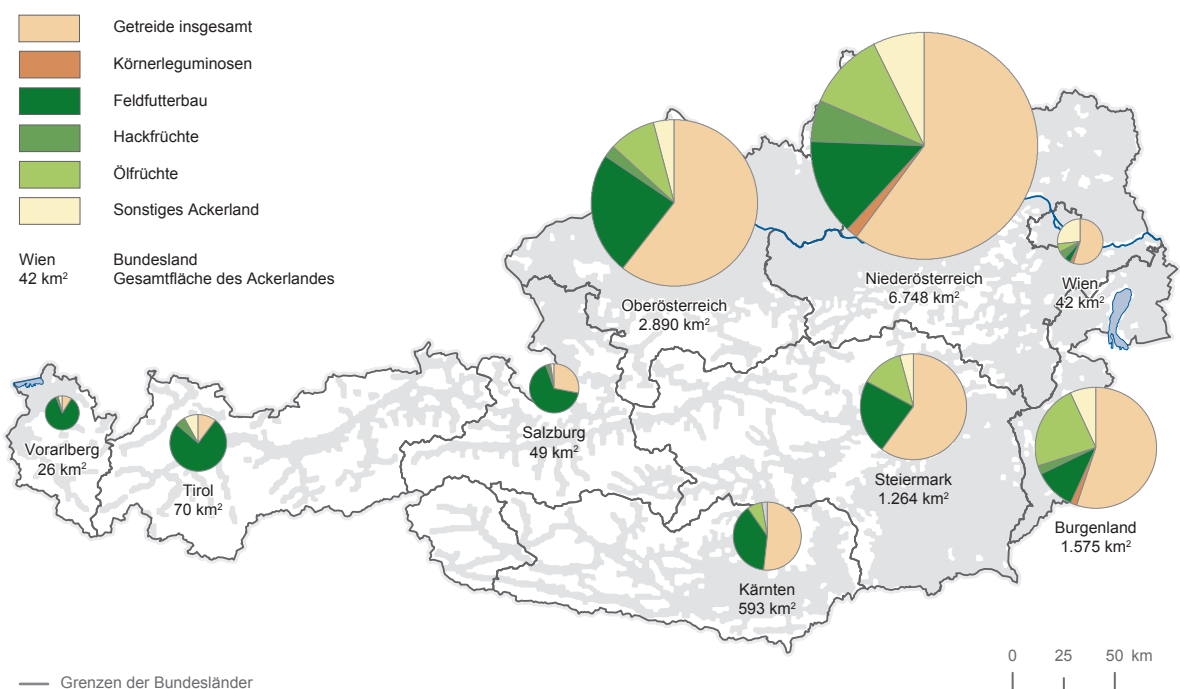 Getreide insgesamt
Körnerleguminosen
Feldfutterbau
Hackfrüchte
Ölfrüchte
Sonstiges Ackerland
Wien Bundesland
42 km² Gesamtfläche des Ackerlandes
Oberösterreich
2.890 km²
Niederösterreich
6.748 km²
Wien
42 km²
Vorarlberg
26 km²
Tirol
70 km²
Salzburg
49 km²
Steiermark
1.264 km²
Burgenland
1.575 km²
Kärnten
593 km²
0 25 50 km
Grenzen der Bundesländer